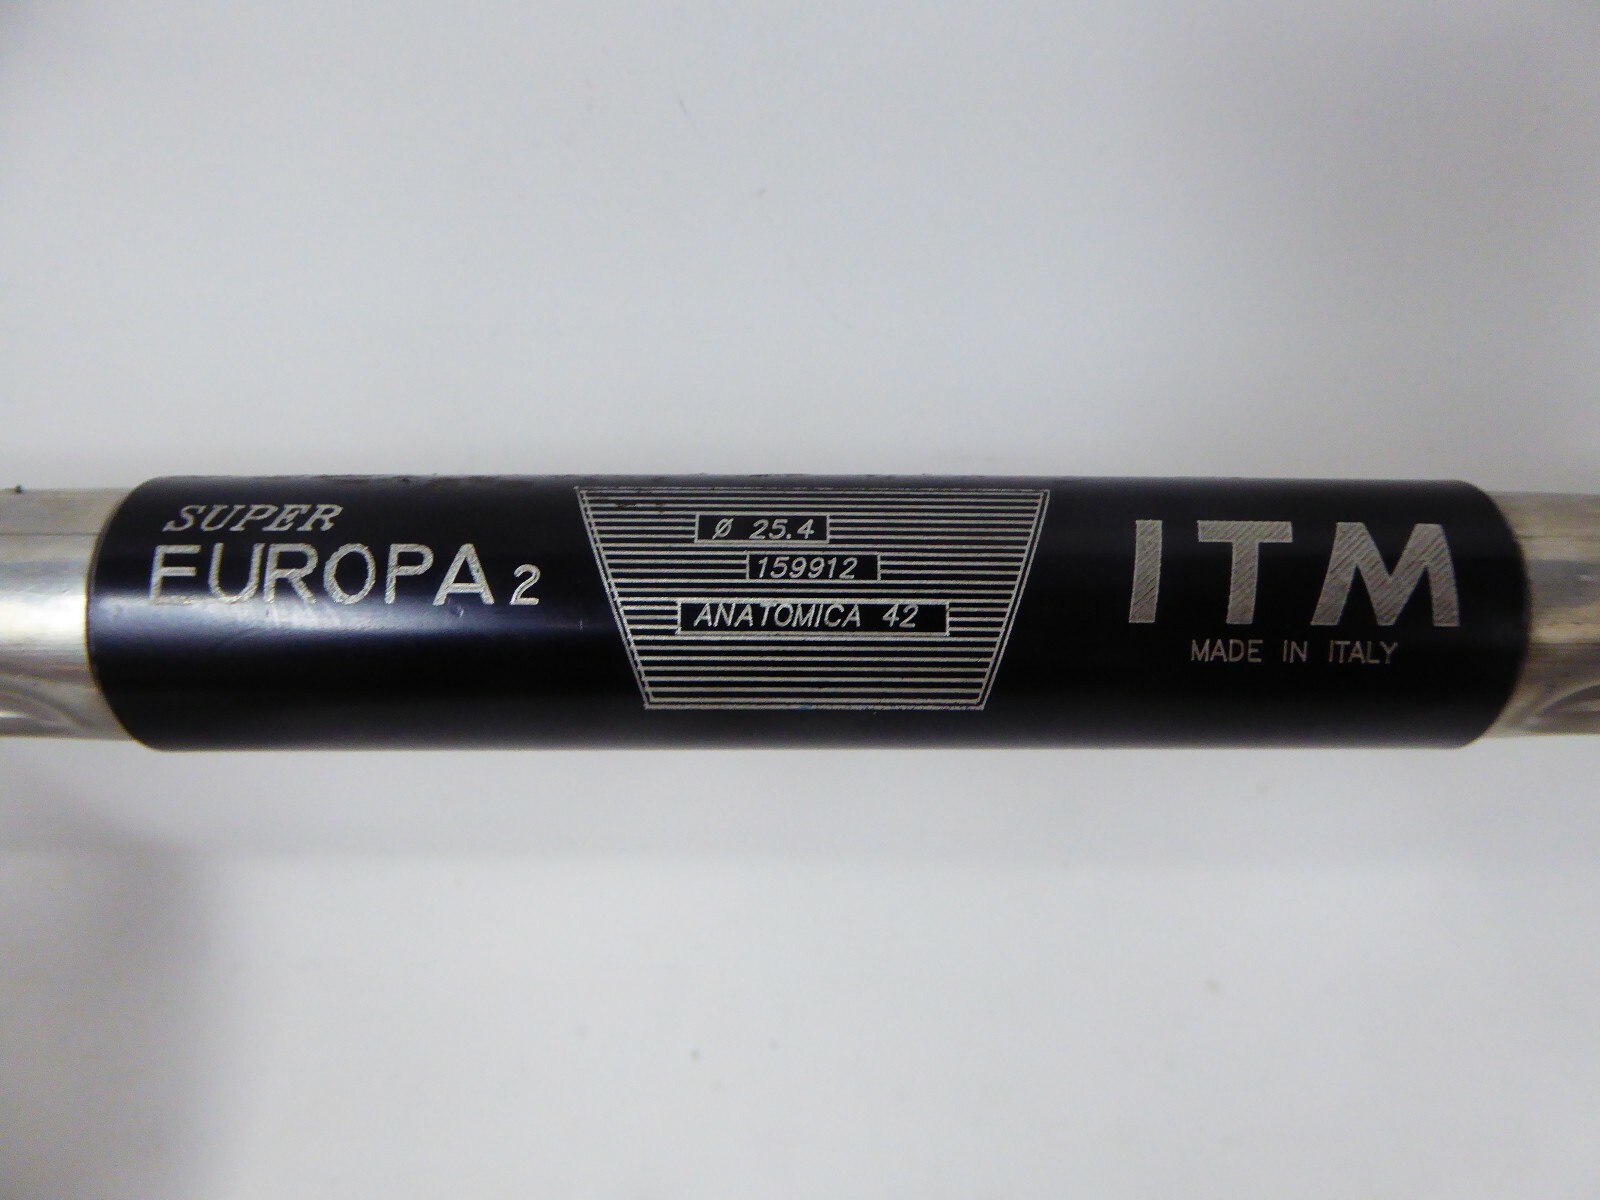 SUPER
EUROPA 2
Ø 25.4
159912
ANATOMICA 42
ITM
MADE IN ITALY